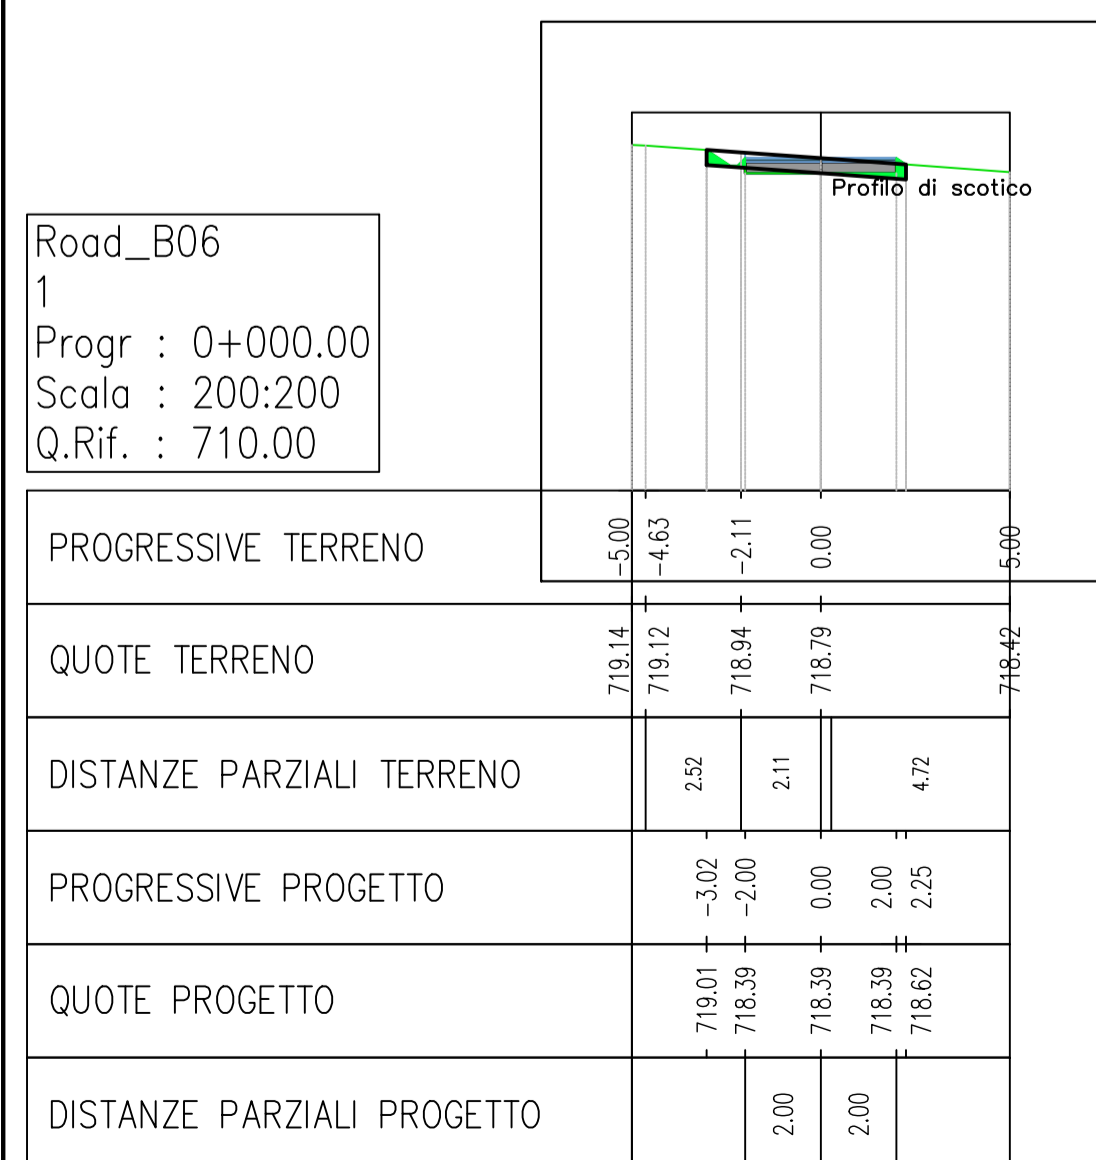 Profilo di scotico
Road_B06
1
Progr : 0+000.00
Scala : 200:200
Q.Rif. : 710.00
PROGRESSIVE TERRENO -5.00 -4.63 -2.11 0.00 5.00
QUOTE TERRENO 719.14 719.12 718.94 718.79 718.42
DISTANZE PARZIALI TERRENO 2.52 2.11 4.72
PROGRESSIVE PROGETTO -3.02 -2.00 0.00 2.00 2.25
QUOTE PROGETTO 719.01 718.39 718.39 718.39 718.62
DISTANZE PARZIALI PROGETTO 2.00 2.00